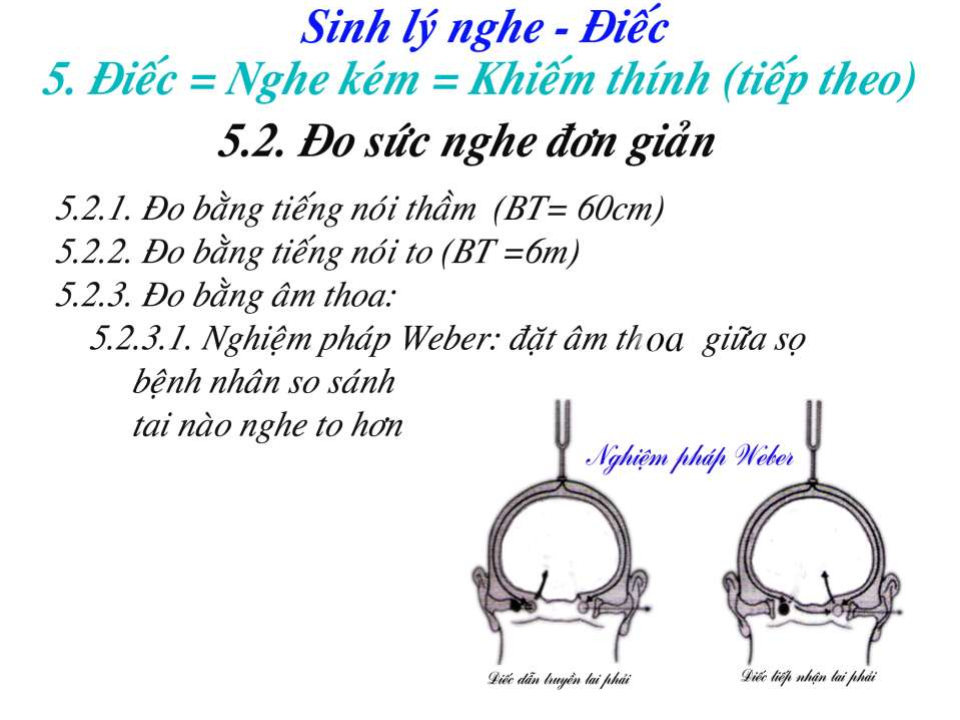 Sinh lý nghe - Điếc
5. Điếc = Nghe kém = Khiếm thính (tiếp theo)
5.2. Đo sức nghe đơn giản
5.2.1. Đo bằng tiếng nói thầm (BT= 60cm)
5.2.2. Đo bằng tiếng nói to (BT =6m)
5.2.3. Đo bằng âm thoa:
5.2.3.1. Nghiệm pháp Weber: đặt âm thoa giữa sọ
bệnh nhân so sánh
tai nào nghe to hơn
Nghiệm pháp Weber
Điếc dẫn truyền tai phải
Điếc tiếp nhận tai phải